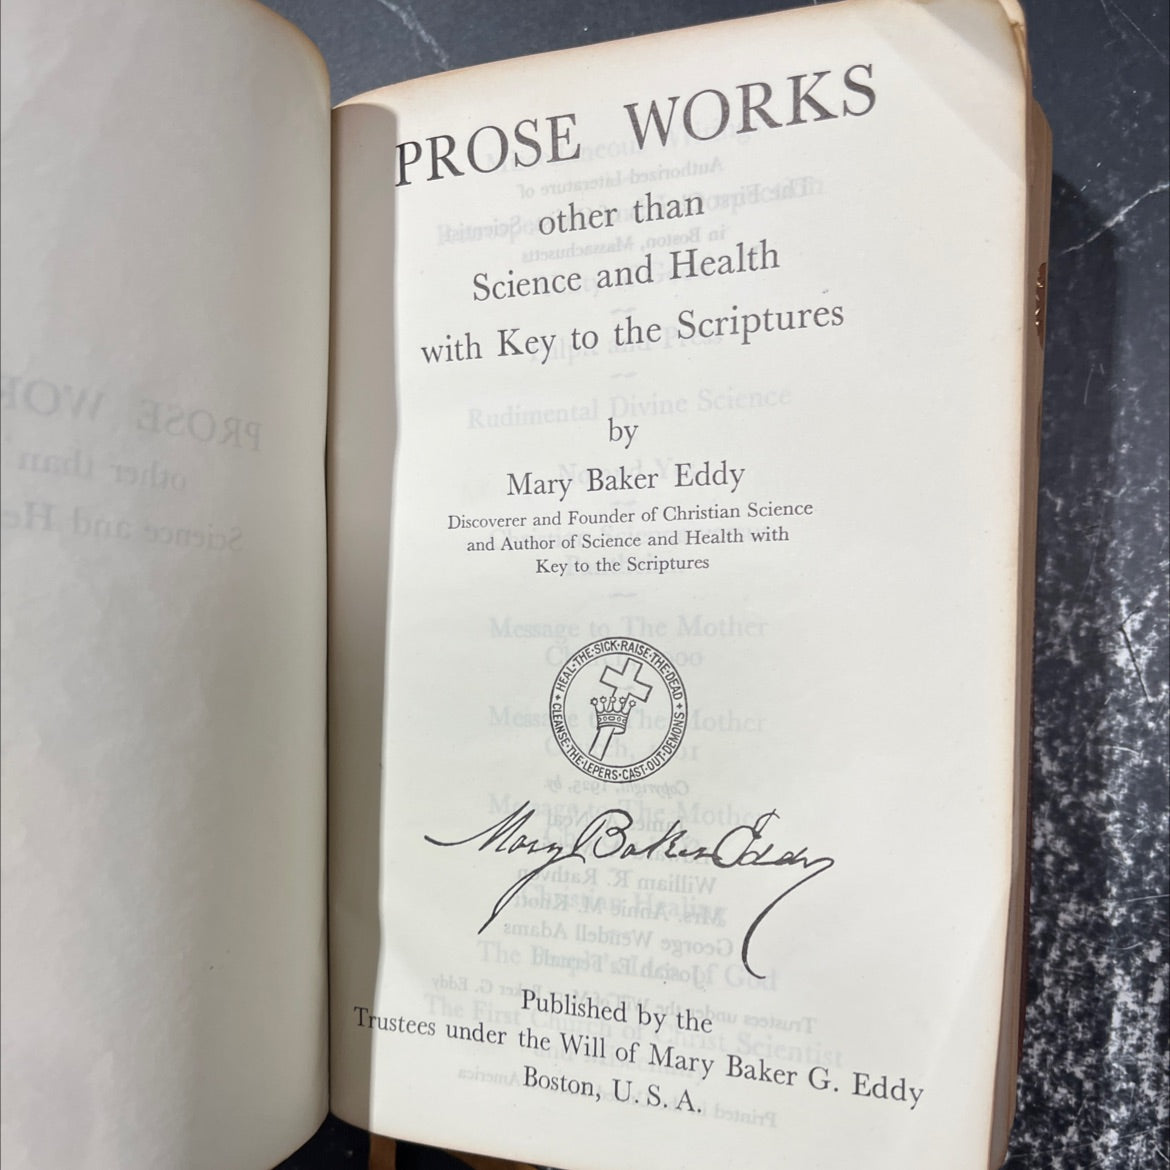 PROSE WORKS
other than
Science and Health
with Key to the Scriptures
by
Mary Baker Eddy
Discoverer and Founder of Christian Science
and Author of Science and Health with
Key to the Scriptures
HEAL·THE·SICK·RAISE·THE·DEAD + CLEANSE·THE·LEPERS·CAST·OUT·DEMONS +
Mary Baker Eddy
Published by the
Trustees under the Will of Mary Baker G. Eddy
Boston, U. S. A.